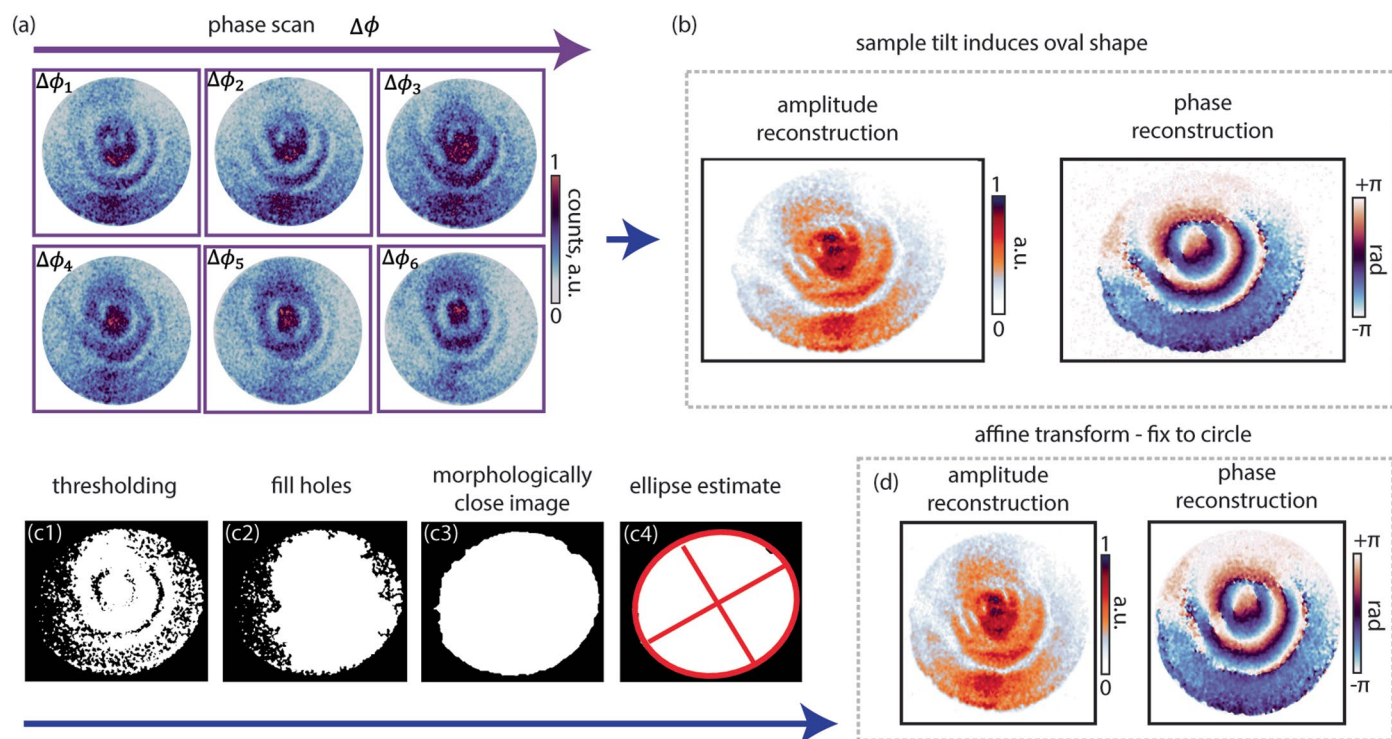 (a)
phase scan Δϕ
Δϕ1
Δϕ2
Δϕ3
Δϕ4
Δϕ5
Δϕ6
1
counts, a.u.
0
(b)
sample tilt induces oval shape
amplitude
reconstruction
1
a.u.
0
phase
reconstruction
+π
rad
-π
thresholding
(c1)
fill holes
(c2)
morphologically
close image
(c3)
ellipse estimate
(c4)
affine transform - fix to circle
(d)
amplitude
reconstruction
1
a.u.
0
phase
reconstruction
+π
rad
-π